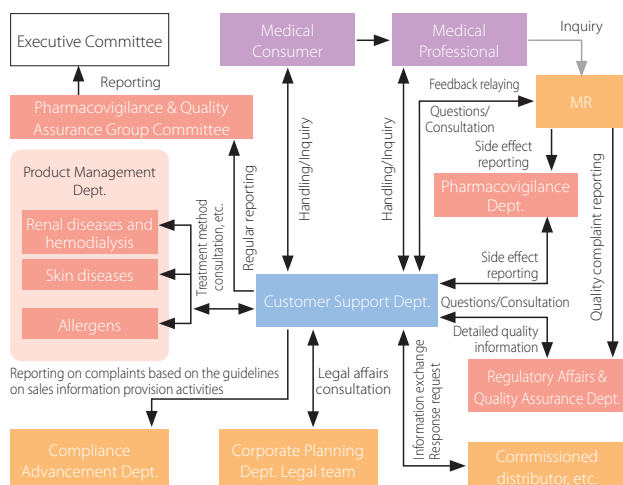 Executive Committee
Medical
Consumer
Medical
Professional
Inquiry
Reporting
Feedback relaying
MR
Pharmacovigilance & Quality
Assurance Group Committee
Questions/
Consultation
Handling/Inquiry
Handling/Inquiry
Side effect
reporting
Quality complaint reporting
Product Management
Dept.
Renal diseases and
hemodialysis
Skin diseases
Allergens
Treatment method
consultation, etc.
Regular reporting
Pharmacovigilance
Dept.
Side effect
reporting
Customer Support Dept.
Questions/Consultation
Detailed quality
information
Reporting on complaints based on the guidelines
on sales information provision activities
Legal affairs
consultation
Information exchange
Response request
Regulatory Affairs &
Quality Assurance Dept.
Compliance
Advancement Dept.
Corporate Planning
Dept. Legal team
Commissioned
distributor, etc.